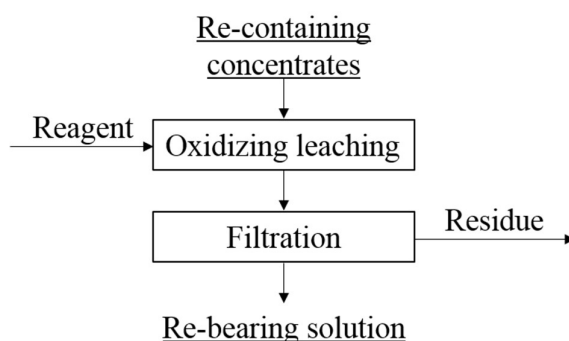 Re-containing
concentrates
Reagent
Oxidizing leaching
Filtration
Residue
Re-bearing solution